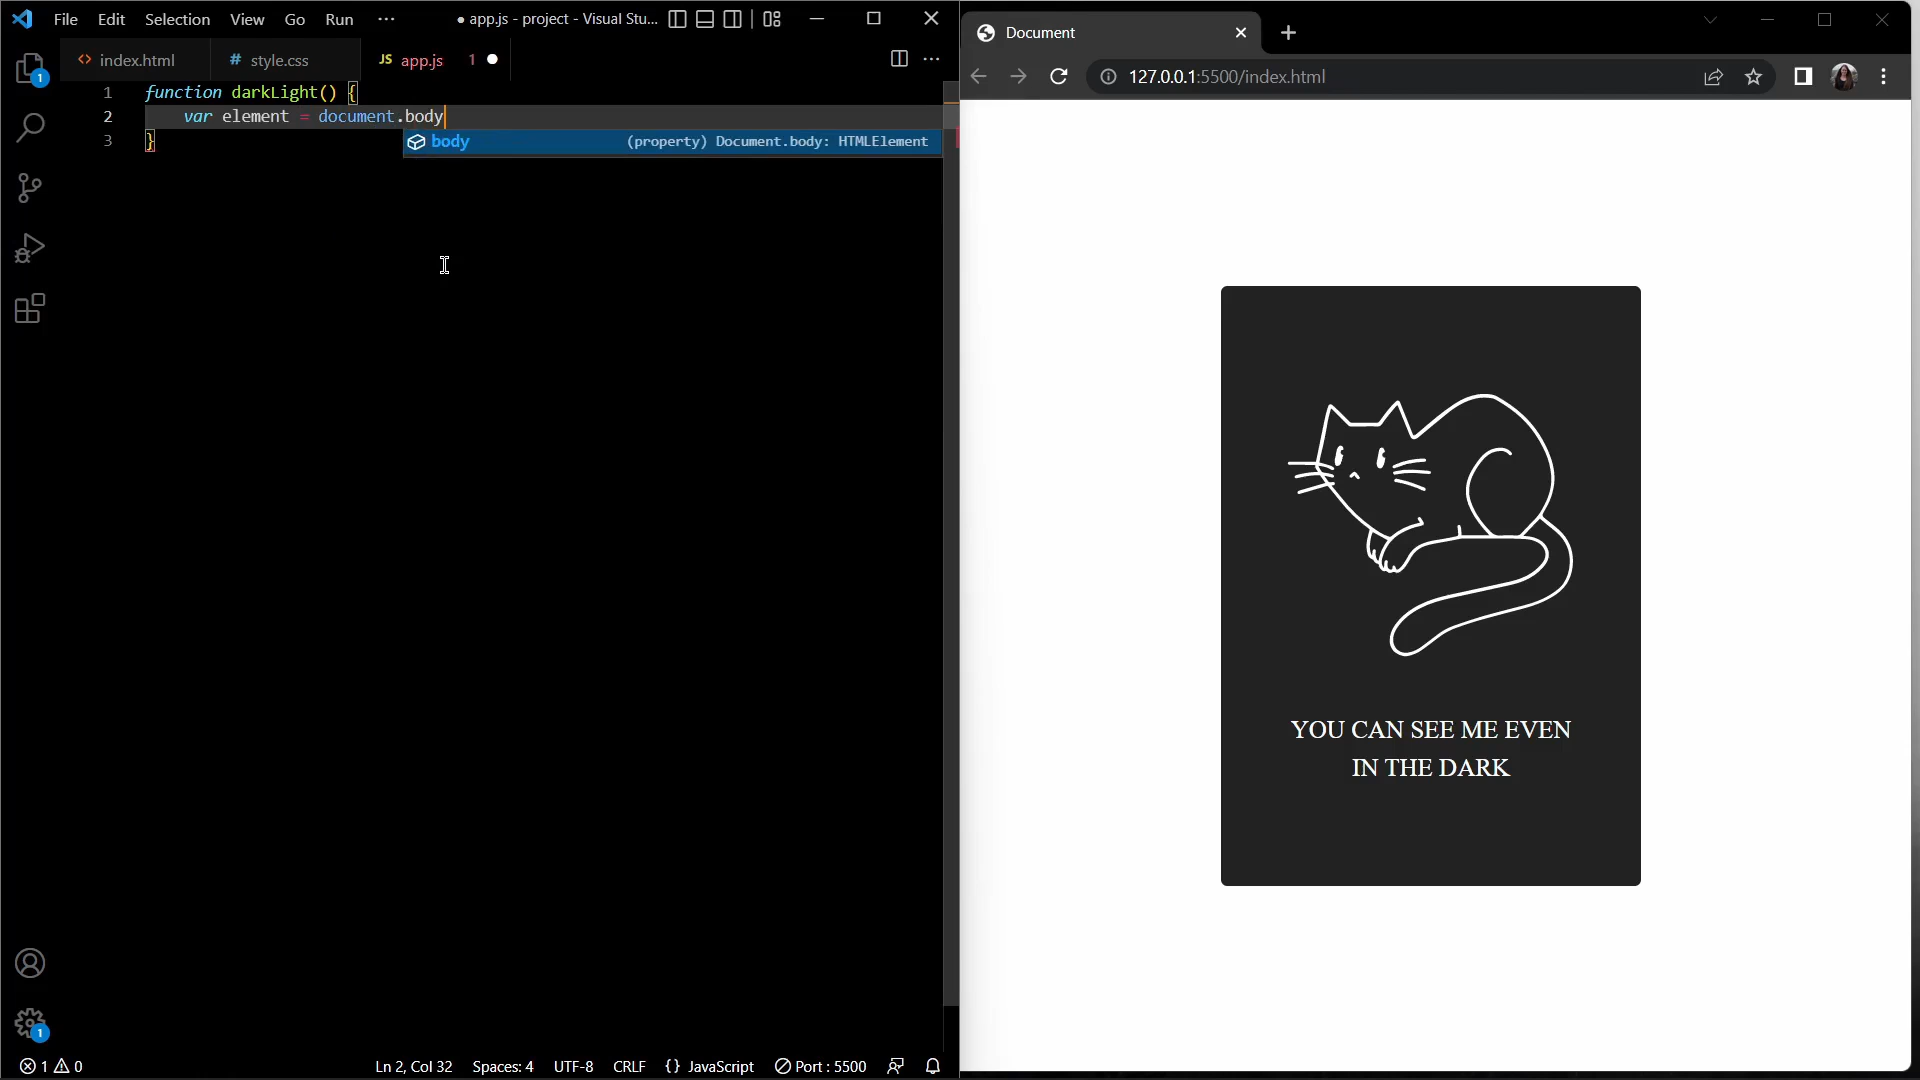 File Edit Selection View Go Run ··· ● app.js - project - Visual Stu...
index.html # style.css JS app.js 1
1 function darkLight() {
2 var element = document.body
3 }
body (property) Document.body: HTMLElement
1
1
1 0 Ln 2, Col 32 Spaces: 4 UTF-8 CRLF {} JavaScript Port : 5500
Document
127.0.0.1:5500/index.html
YOU CAN SEE ME EVEN
IN THE DARK